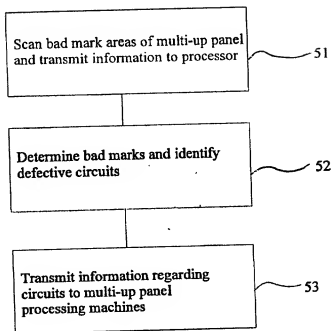 Scan bad mark areas of multi-up panel
and transmit information to processor
51
Determine bad marks and identify
defective circuits
52
Transmit information regarding
circuits to multi-up panel
processing machines
53